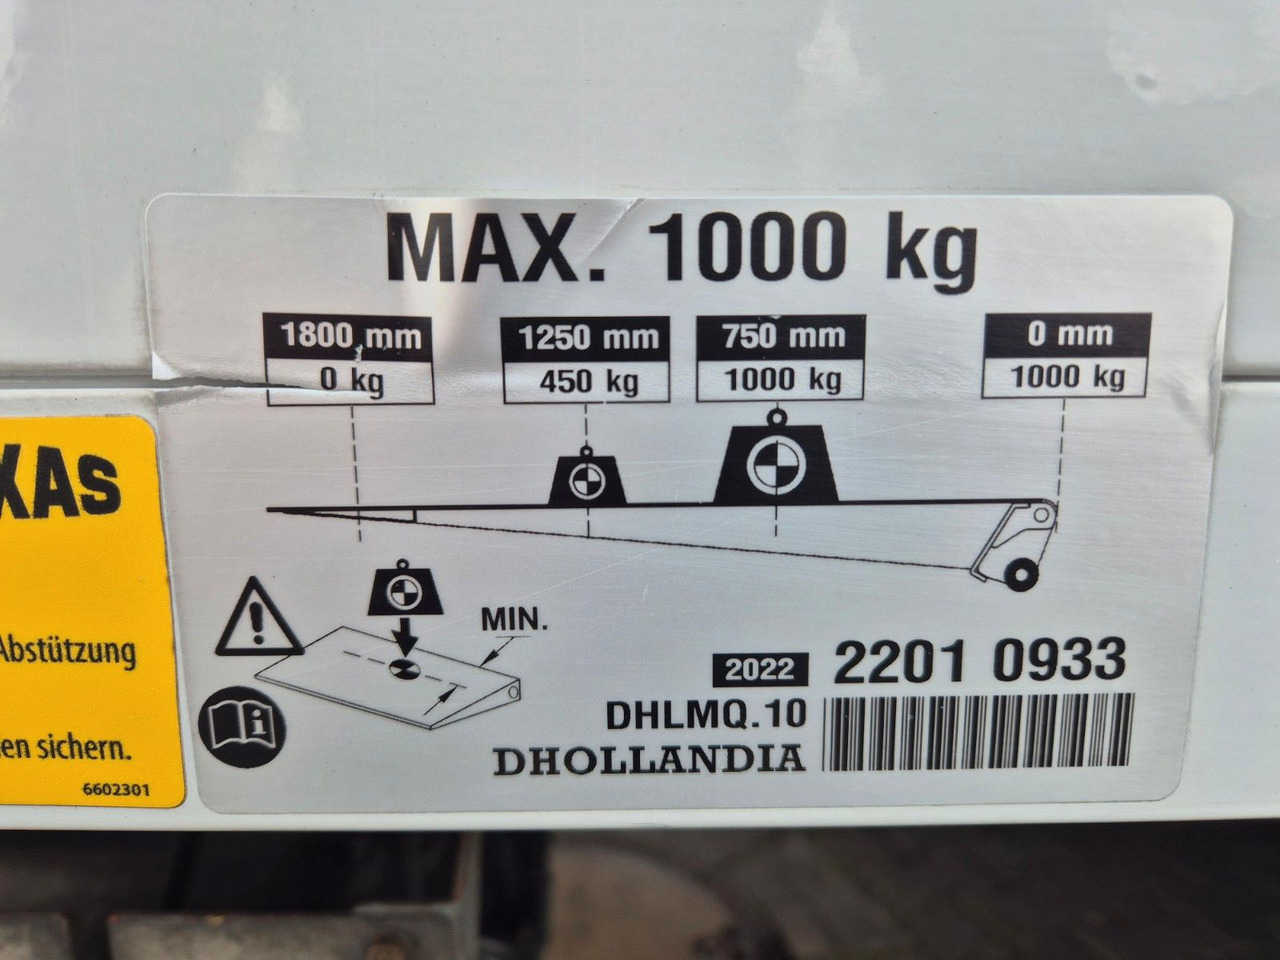 MAX. 1000 kg
1800 mm 1250 mm 750 mm 0 mm
0 kg 450 kg 1000 kg 1000 kg
XAS
MIN.
Abstützung
2022 2201 0933
DHLMQ.10
en sichern.
DHOLLANDIA
6602301